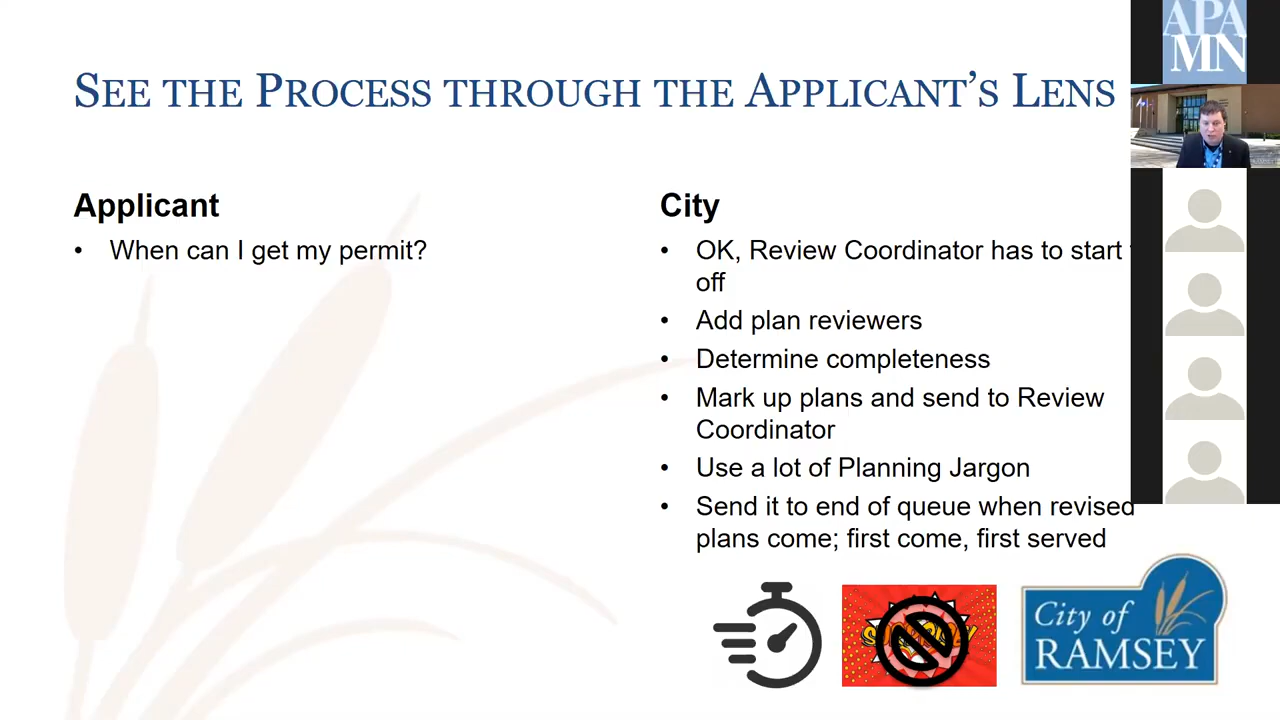 APA
MN
SEE THE PROCESS THROUGH THE APPLICANT'S LENS
Applicant
• When can I get my permit?
City
• OK, Review Coordinator has to start
off
• Add plan reviewers
• Determine completeness
• Mark up plans and send to Review
Coordinator
• Use a lot of Planning Jargon
• Send it to end of queue when revised
plans come; first come, first served
City of
RAMSEY